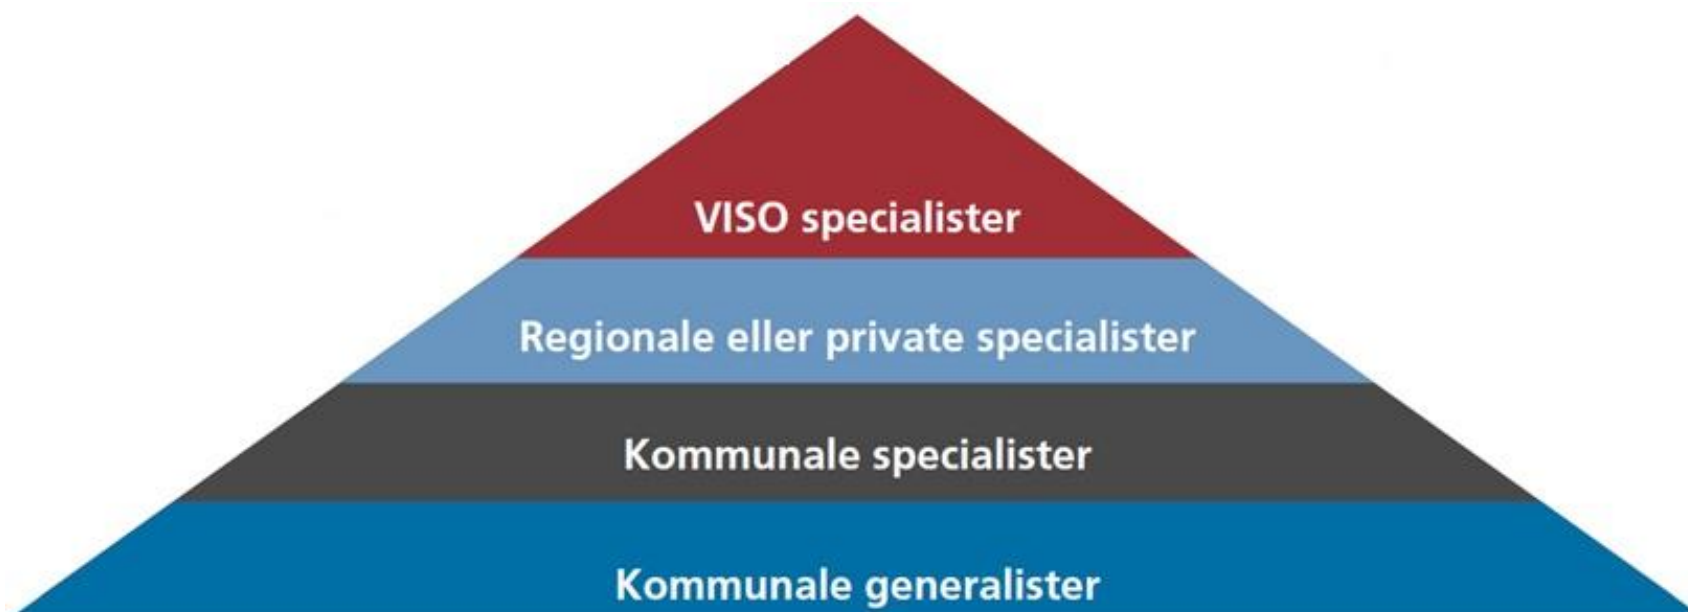 VISO specialister
Regionale eller private specialister
Kommunale specialister
Kommunale generalister